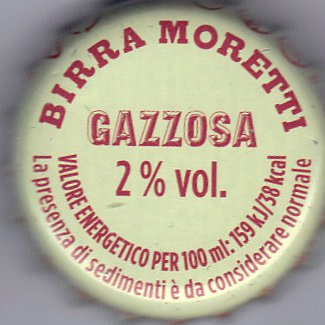 BIRRA MORETTI
GAZZOSA
2% vol.
VALORE ENERGETICO PER 100 ml: 159 kJ/38 kcal
La presenza di sedimenti è da considerare normale